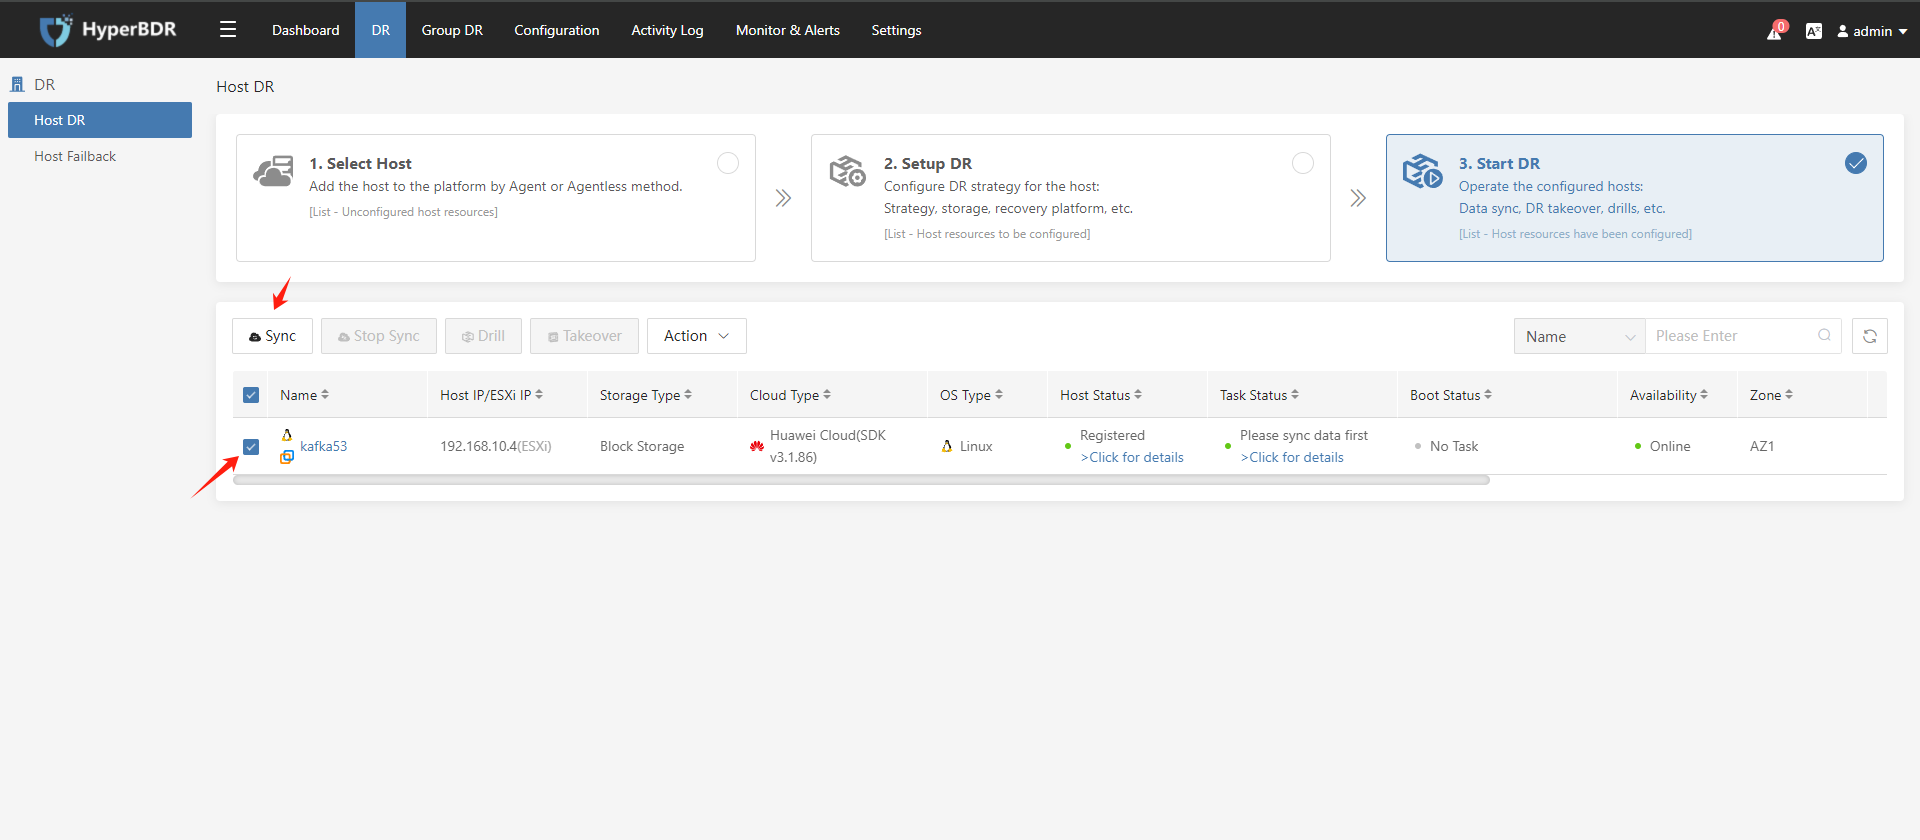 HyperBDR
Dashboard
DR
Group DR
Configuration
Activity Log
Monitor & Alerts
Settings
0
admin
DR
Host DR
Host Failback
Host DR
1. Select Host
Add the host to the platform by Agent or Agentless method.
[List - Unconfigured host resources]
2. Setup DR
Configure DR strategy for the host:
Strategy, storage, recovery platform, etc.
[List - Host resources to be configured]
3. Start DR
Operate the configured hosts:
Data sync, DR takeover, drills, etc.
[List - Host resources have been configured]
Sync
Stop Sync
Drill
Takeover
Action
Name
Please Enter
Name
Host IP/ESXi IP
Storage Type
Cloud Type
OS Type
Host Status
Task Status
Boot Status
Availability
Zone
kafka53
192.168.10.4(ESXi)
Block Storage
Huawei Cloud(SDK
v3.1.86)
Linux
Registered
>Click for details
Please sync data first
>Click for details
No Task
Online
AZ1